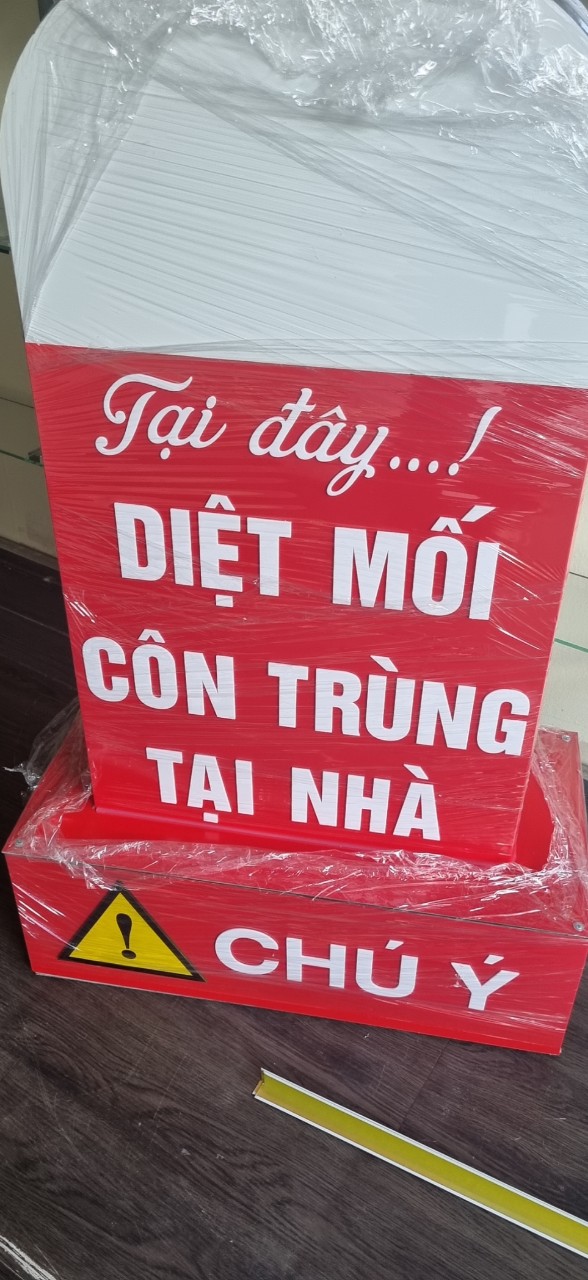 Tại đây....!
DIỆT MỐI
CÔN TRÙNG
TẠI NHÀ
! CHÚ Ý